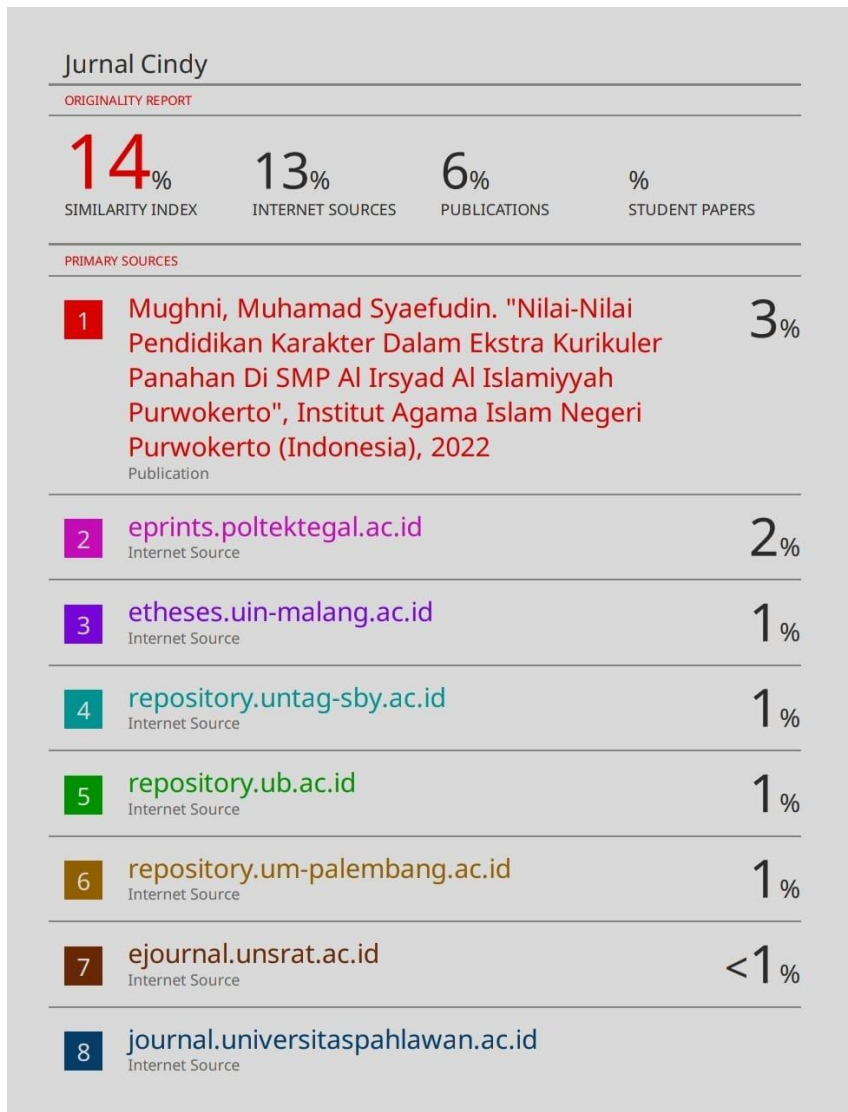 Jurnal Cindy
ORIGINALITY REPORT
14% 13% 6% %
SIMILARITY INDEX INTERNET SOURCES PUBLICATIONS STUDENT PAPERS
PRIMARY SOURCES
1 Mughni, Muhamad Syaefudin. "Nilai-Nilai 3%
Pendidikan Karakter Dalam Ekstra Kurikuler
Panahan Di SMP Al Irsyad Al Islamiyyah
Purwokerto", Institut Agama Islam Negeri
Purwokerto (Indonesia), 2022
Publication
2 eprints.poltektegal.ac.id 2%
Internet Source
3 etheses.uin-malang.ac.id 1%
Internet Source
4 repository.untag-sby.ac.id 1%
Internet Source
5 repository.ub.ac.id 1%
Internet Source
6 repository.um-palembang.ac.id 1%
Internet Source
7 ejournal.unsrat.ac.id <1%
Internet Source
8 journal.universitaspahlawan.ac.id
Internet Source